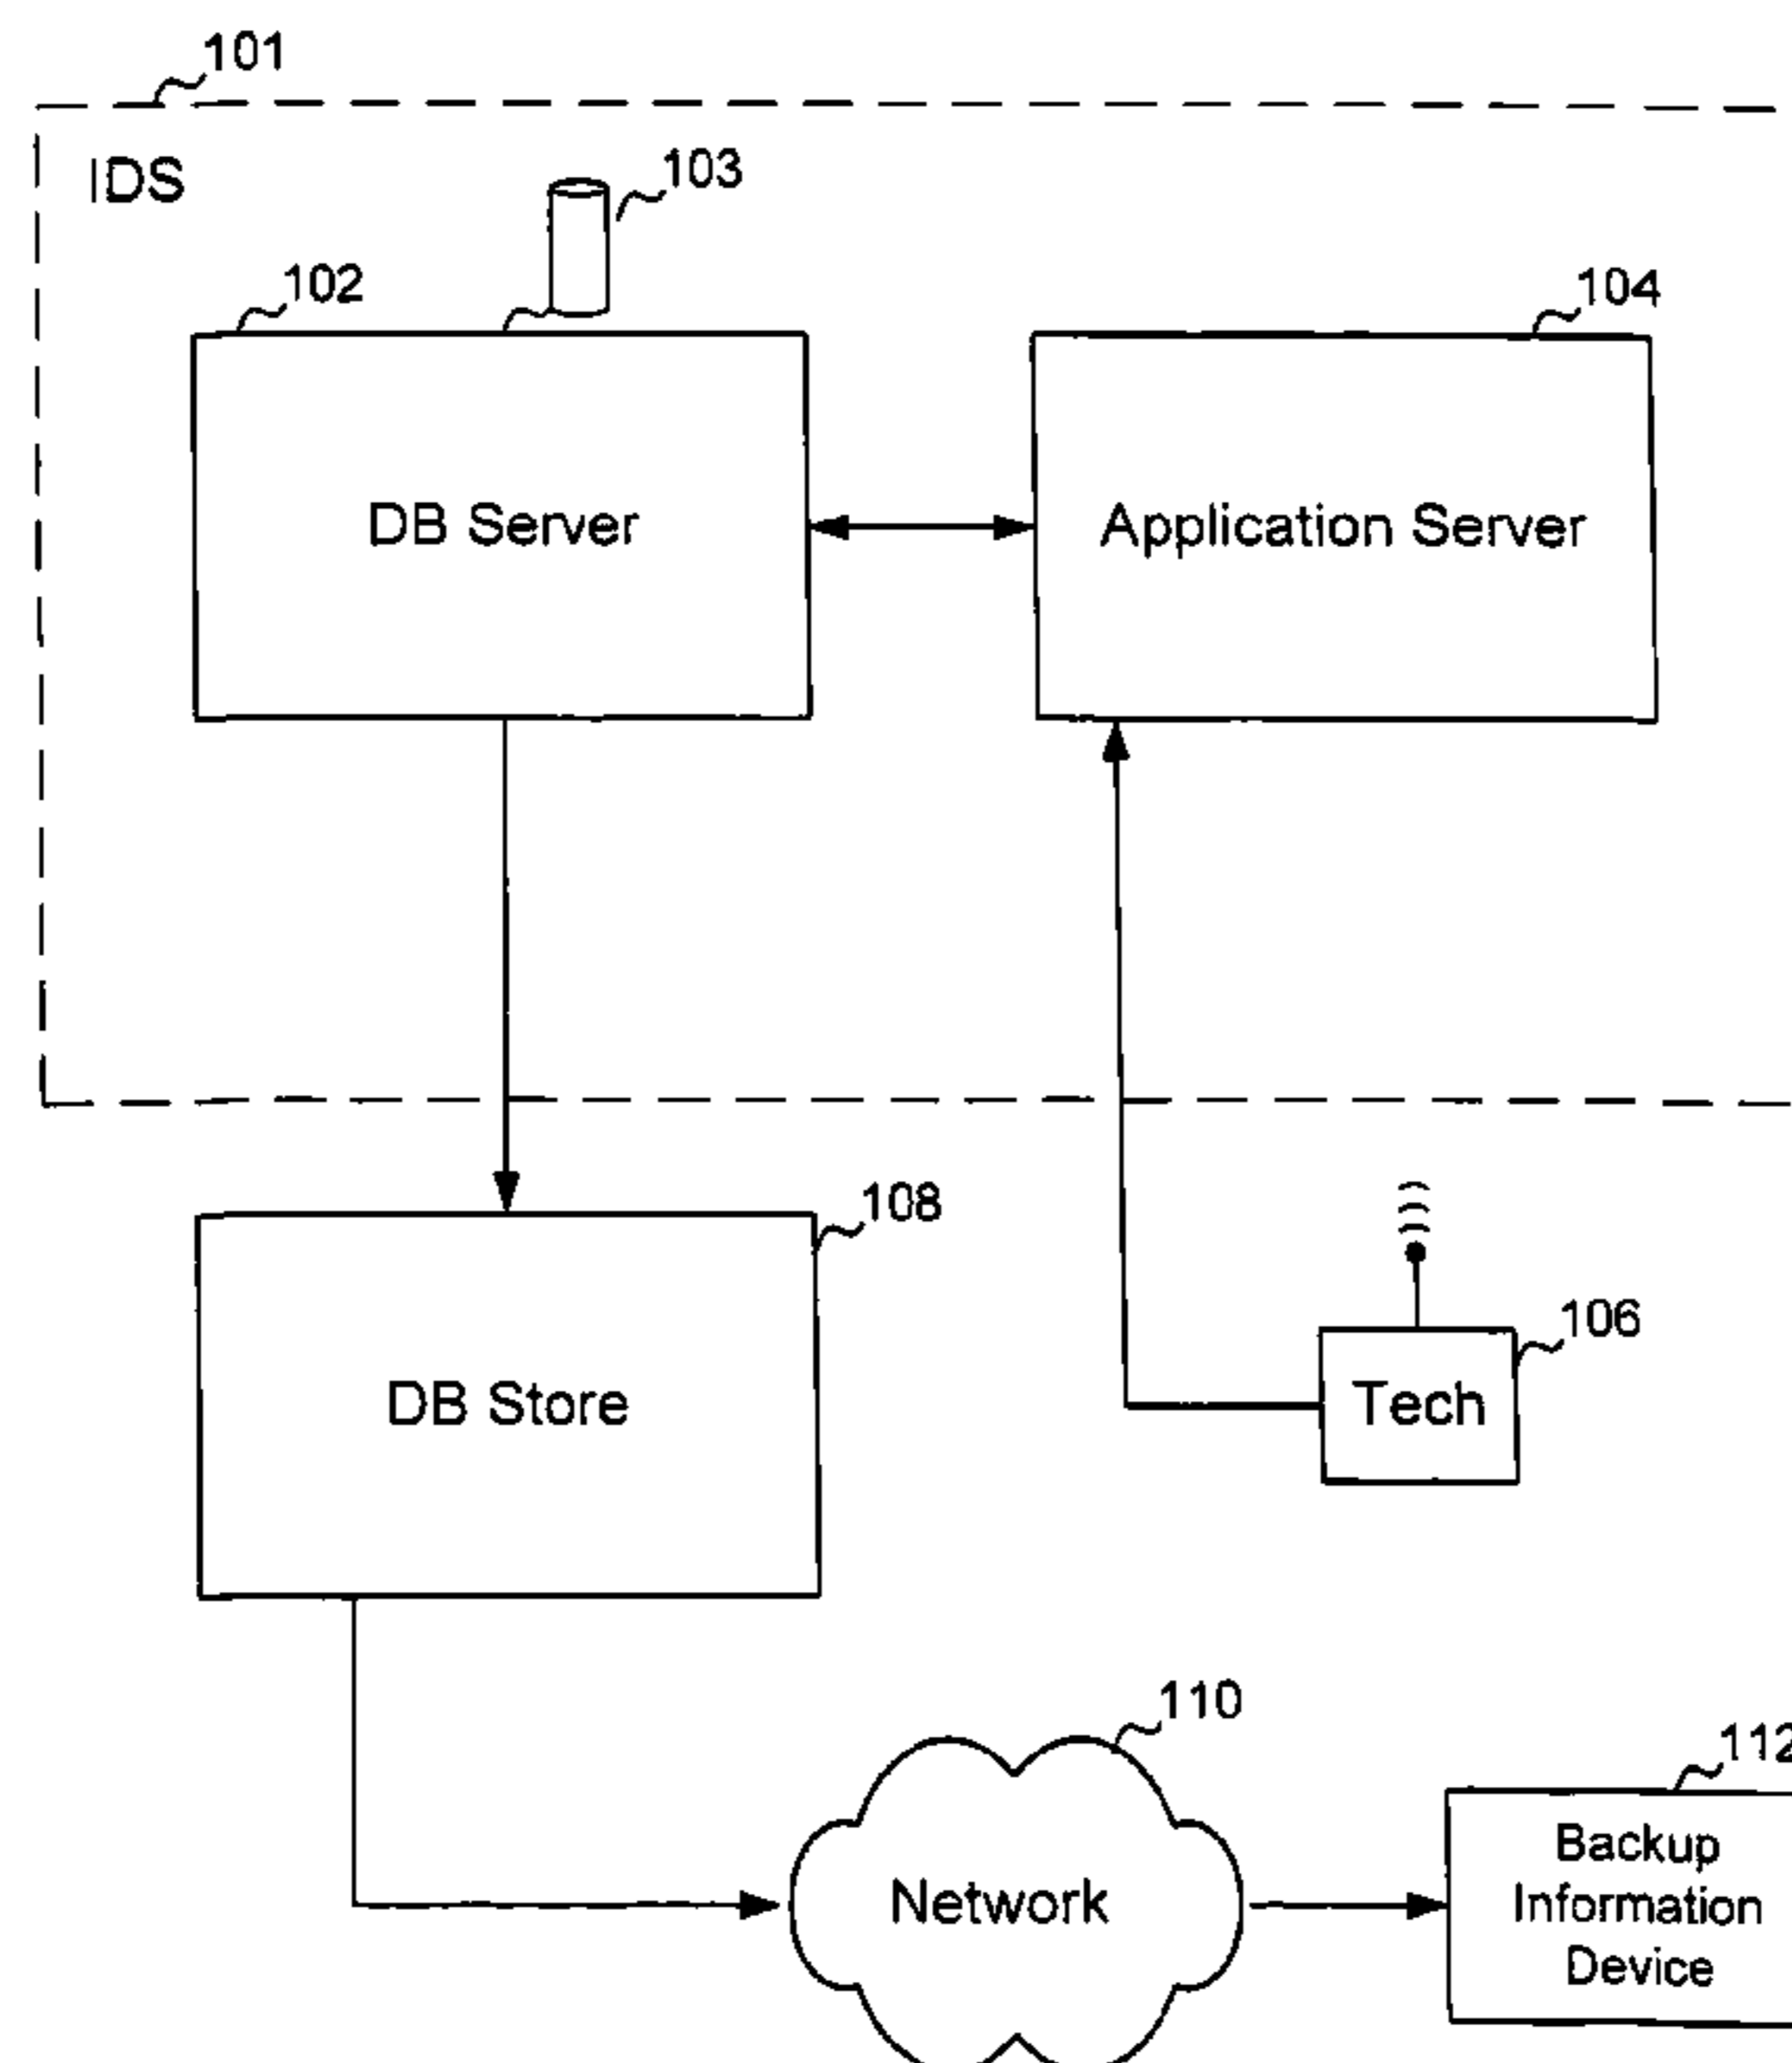 101
IDS
103
102
104
DB Server
Application Server
108
106
DB Store
Tech
110
112
Network
Backup
Information
Device